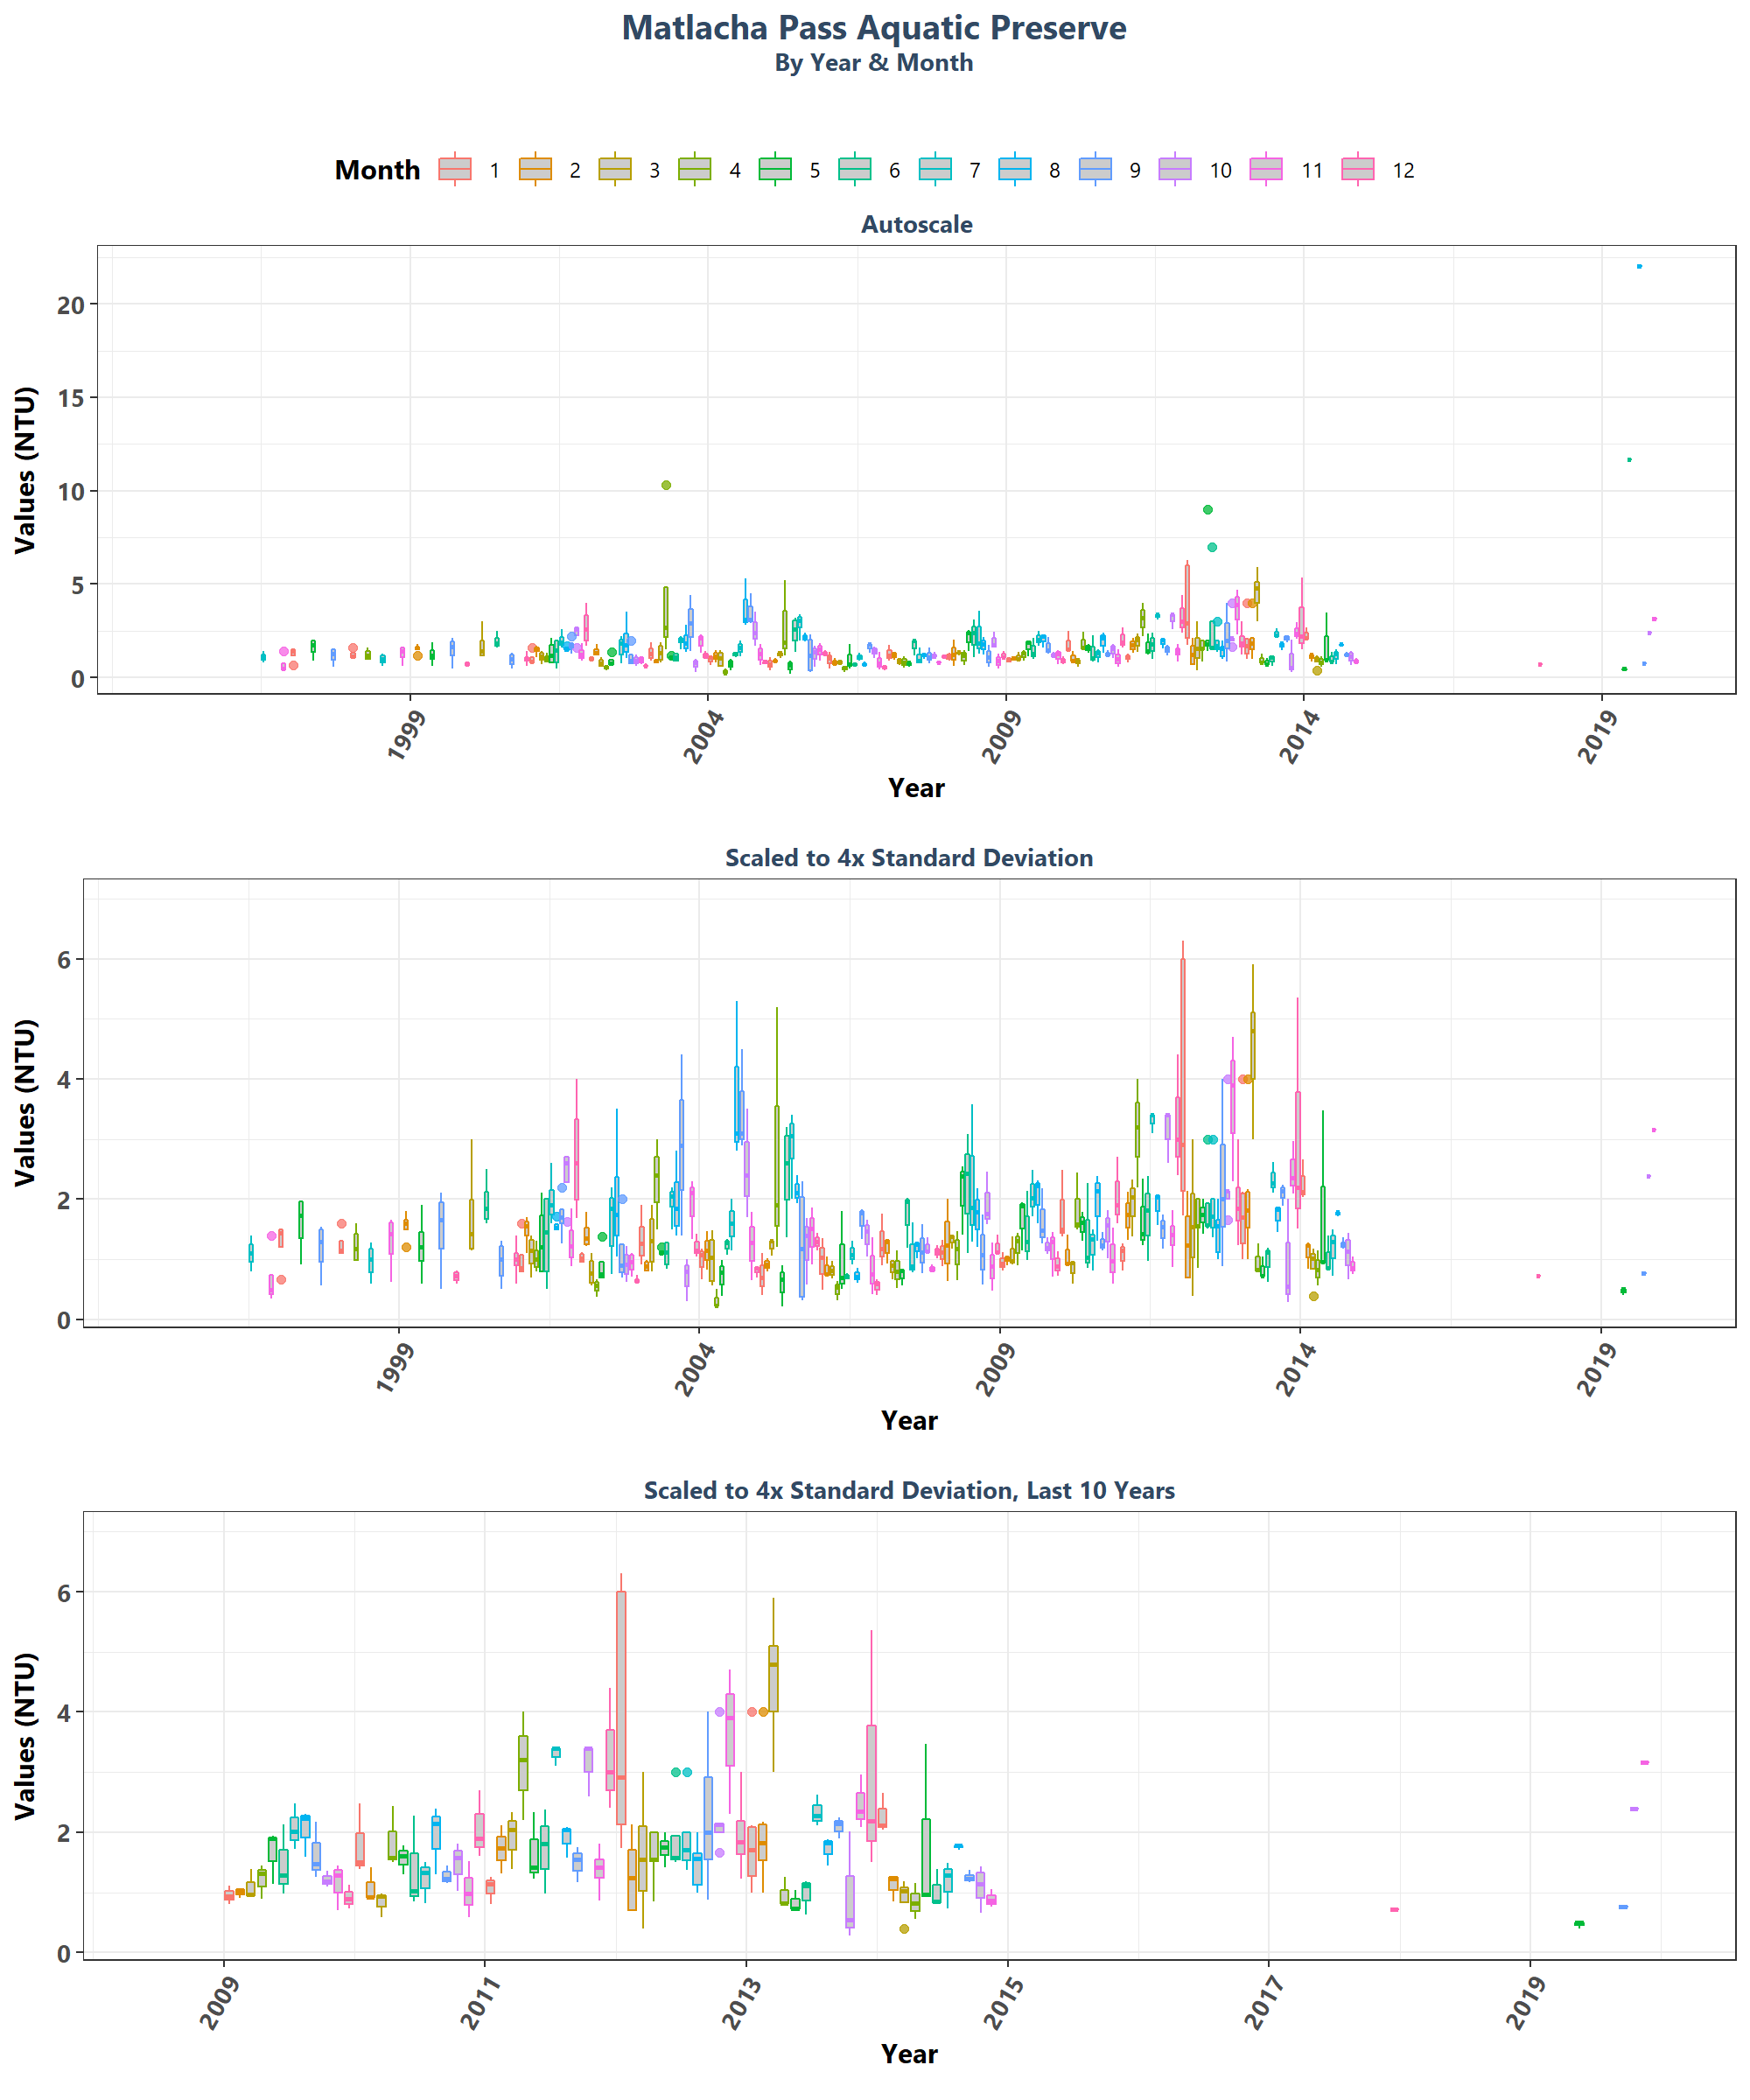 Matlacha Pass Aquatic Preserve
By Year & Month
Month 1 2 3 4 5 6 7 8 9 10 11 12
Autoscale
Values (NTU)
20
15
10
5
0
1999 2004 2009 2014 2019
Year
Scaled to 4x Standard Deviation
Values (NTU)
6
4
2
0
1999 2004 2009 2014 2019
Year
Scaled to 4x Standard Deviation, Last 10 Years
Values (NTU)
6
4
2
0
2009 2011 2013 2015 2017 2019
Year